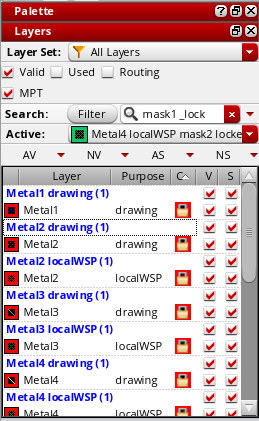 Palette
Layers
Layer Set: All Layers
Valid Used Routing
MPT
Search: Filter mask1 _lock
Active: Metal4 localWSP mask2 locke
AV NV AS NS
Layer Purpose C V S
Metal1 drawing (1)
Metal1 drawing
Metal2 drawing (1)
Metal2 drawing
Metal2 localWSP (1)
Metal2 localWSP
Metal3 drawing (1)
Metal3 drawing
Metal3 localWSP (1)
Metal3 localWSP
Metal4 drawing (1)
Metal4 drawing
Metal4 localWSP (1)
Metal4 localWSP